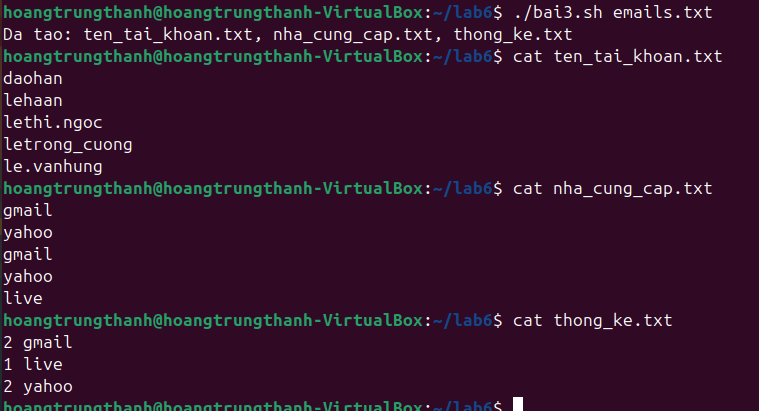 hoangtrungthanh@hoangtrungthanh-VirtualBox:~/lab6$ ./bai3.sh emails.txt
Da tao: ten_tai_khoan.txt, nha_cung_cap.txt, thong_ke.txt
hoangtrungthanh@hoangtrungthanh-VirtualBox:~/lab6$ cat ten_tai_khoan.txt
daohan
lehaan
lethi.ngoc
letrong_cuong
le.vanhung
hoangtrungthanh@hoangtrungthanh-VirtualBox:~/lab6$ cat nha_cung_cap.txt
gmail
yahoo
gmail
yahoo
live
hoangtrungthanh@hoangtrungthanh-VirtualBox:~/lab6$ cat thong_ke.txt
2 gmail
1 live
2 yahoo
hoangtrungthanh@hoangtrungthanh-VirtualBox:~/lab6$